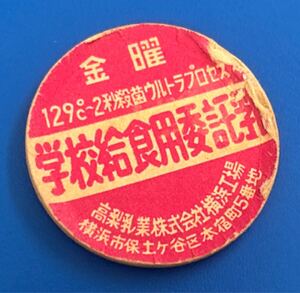 金曜
129℃-2秒殺菌ウルトラプロセス
学校給食用委託乳
高梨乳業株式会社横浜工場
横浜市保土ヶ谷区本宿町5番地